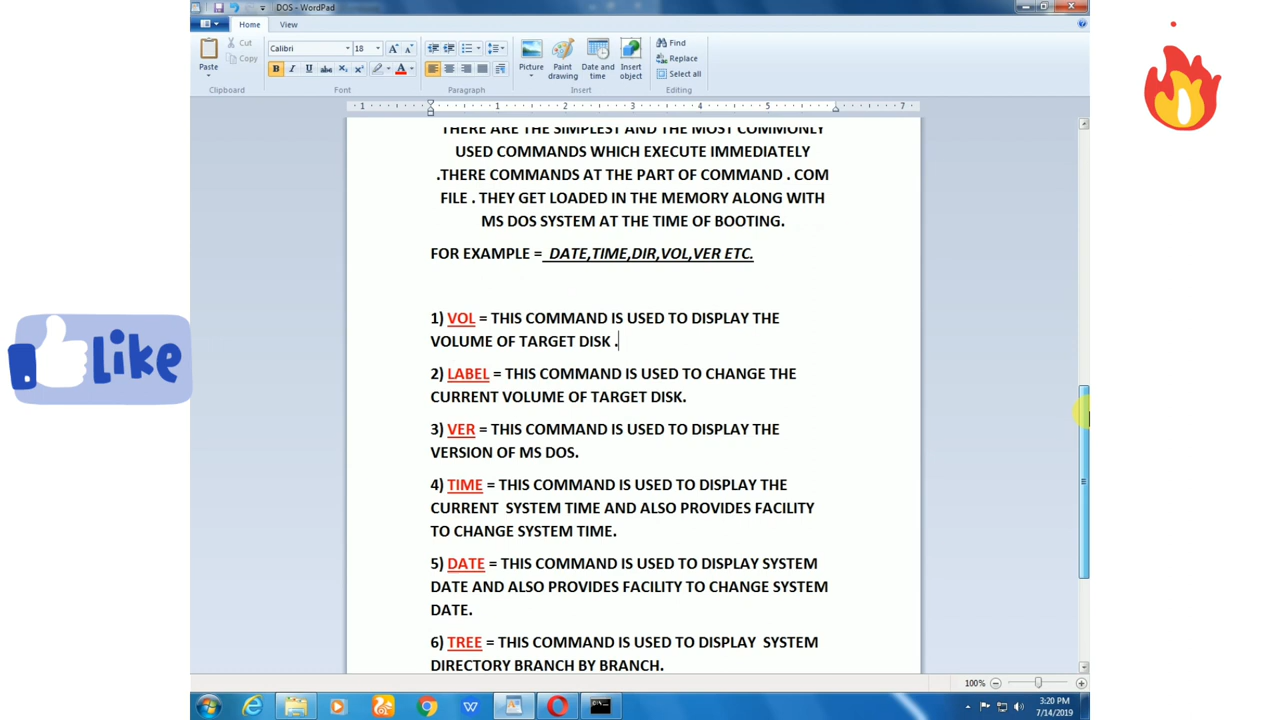 DOS - WordPad
Home View
Cut
Copy
Paste
Clipboard
Calibri 18
Font
Paragraph
Picture
Paint drawing
Date and time
Insert object
Insert
Find
Replace
Select all
Editing
1 1 2 3 4 5 7
THERE ARE THE SIMPLEST AND THE MOST COMMONLY
USED COMMANDS WHICH EXECUTE IMMEDIATELY
.THERE COMMANDS AT THE PART OF COMMAND . COM
FILE . THEY GET LOADED IN THE MEMORY ALONG WITH
MS DOS SYSTEM AT THE TIME OF BOOTING.
FOR EXAMPLE = DATE,TIME,DIR,VOL,VER ETC.
1) VOL = THIS COMMAND IS USED TO DISPLAY THE
VOLUME OF TARGET DISK .
2) LABEL = THIS COMMAND IS USED TO CHANGE THE
CURRENT VOLUME OF TARGET DISK.
3) VER = THIS COMMAND IS USED TO DISPLAY THE
VERSION OF MS DOS.
4) TIME = THIS COMMAND IS USED TO DISPLAY THE
CURRENT  SYSTEM TIME AND ALSO PROVIDES FACILITY
TO CHANGE SYSTEM TIME.
5) DATE = THIS COMMAND IS USED TO DISPLAY SYSTEM
DATE AND ALSO PROVIDES FACILITY TO CHANGE SYSTEM
DATE.
6) TREE = THIS COMMAND IS USED TO DISPLAY  SYSTEM
DIRECTORY BRANCH BY BRANCH.
Like
100%
3:20 PM
7/14/2019